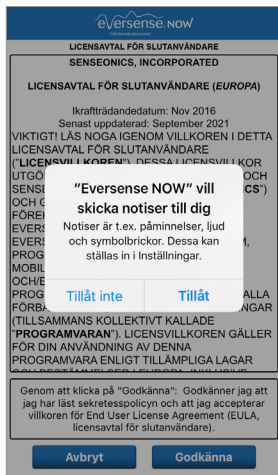 eversense. NOW
CGM Remote Monitoring
LICENSAVTAL FÖR SLUTANVÄNDARE
SENSEONICS, INCORPORATED
LICENSAVTAL FÖR SLUTANVÄNDARE (EUROPA)
Ikraftträdandedatum: Nov 2016
Senast uppdaterad: September 2021
VIKTIGT! LÄS NOGA IGENOM VILLKOREN I DETTA
LICENSAVTAL FÖR SLUTANVÄNDARE
("LICENSVILLKOREN"). DESSA LICENSVILLKOR
UTGÖ OCH
SENSE CS")
OCH
EVERS
EVERS
PROG
MOBIL
OCH/E
PROG ALLA
FÖRBA NGAR
"Eversense NOW" vill
skicka notiser till dig
Notiser är t.ex. påminnelser, ljud
och symbolbrickor. Dessa kan
ställas in i Inställningar.
Tillåt inte Tillåt
(TILLSAMMANS KOLLEKTIVT KALLADE
"PROGRAMVARAN"). LICENSVILLKOREN GÄLLER
FÖR DIN ANVÄNDNING AV DENNA
PROGRAMVARA ENLIGT TILLÄMPLIGA LAGAR
Genom att klicka på "Godkänna": Godkänner jag att
jag har läst sekretesspolicyn och att jag accepterar
villkoren för End User License Agreement (EULA,
licensavtal för slutanvändare).
Avbryt Godkänna